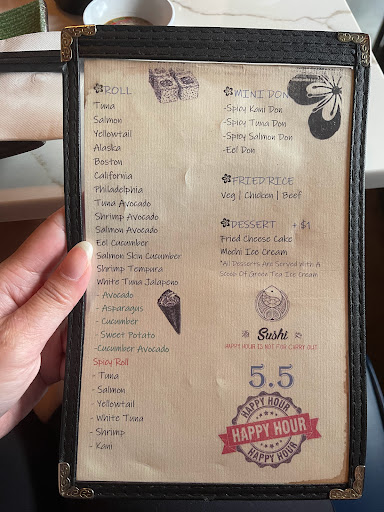 ROLL
Tuna
Salmon
Yellowtail
Alaska
Boston
California
Philadelphia
Tuna Avocado
Shrimp Avocado
Salmon Avocado
Eel Cucumber
Salmon Skin Cucumber
Shrimp Tempura
White Tuna Jalapeno
- Avocado
- Asparagus
- Cucumber
- Sweet Potato
-Cucumber Avocado
Spicy Roll
- Tuna
- Salmon
- Yellowtail
- White Tuna
- Shrimp
- Kani
MINI DON
-Spicy Kani Don
-Spicy Tuna Don
-Spicy Salmon Don
-Eel Don
FRIED RICE
Veg | Chicken | Beef
DESSERT + $1
Fried Cheese Cake
Mochi Ice Cream
*All Desserts Are Served with A
Scoop Of Green Tea Ice Cream
Sushi
HAPPY HOUR IS NOT FOR CARRY OUT
5.5
HAPPY HOUR
HAPPY HOUR
HAPPY HOUR